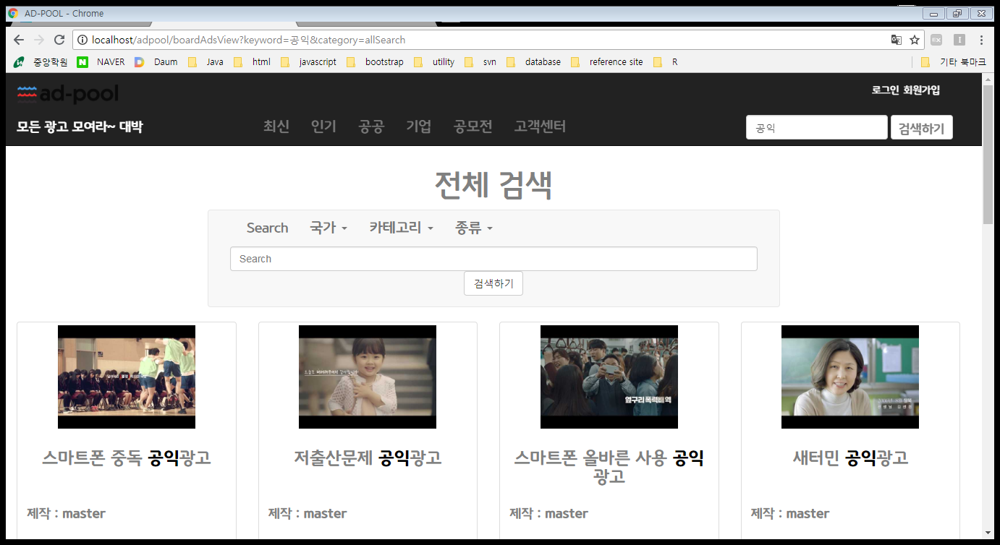 AD-POOL - Chrome
localhost/adpool/boardAdsView?keyword=공익&category=allSearch
중앙학원 NAVER Daum Java html javascript bootstrap utility svn database reference site R 기타 북마크
ad-pool
로그인 회원가입
모든 광고 모여라~ 대박 최신 인기 공공 기업 공모전 고객센터 공익 검색하기
전체 검색
Search 국가 카테고리 종류
Search
검색하기
옆구리폭력배역
스마트폰 중독 공익광고
저출산문제 공익광고
스마트폰 올바른 사용 공익
광고
새터민 공익광고
제작 : master
제작 : master
제작 : master
제작 : master